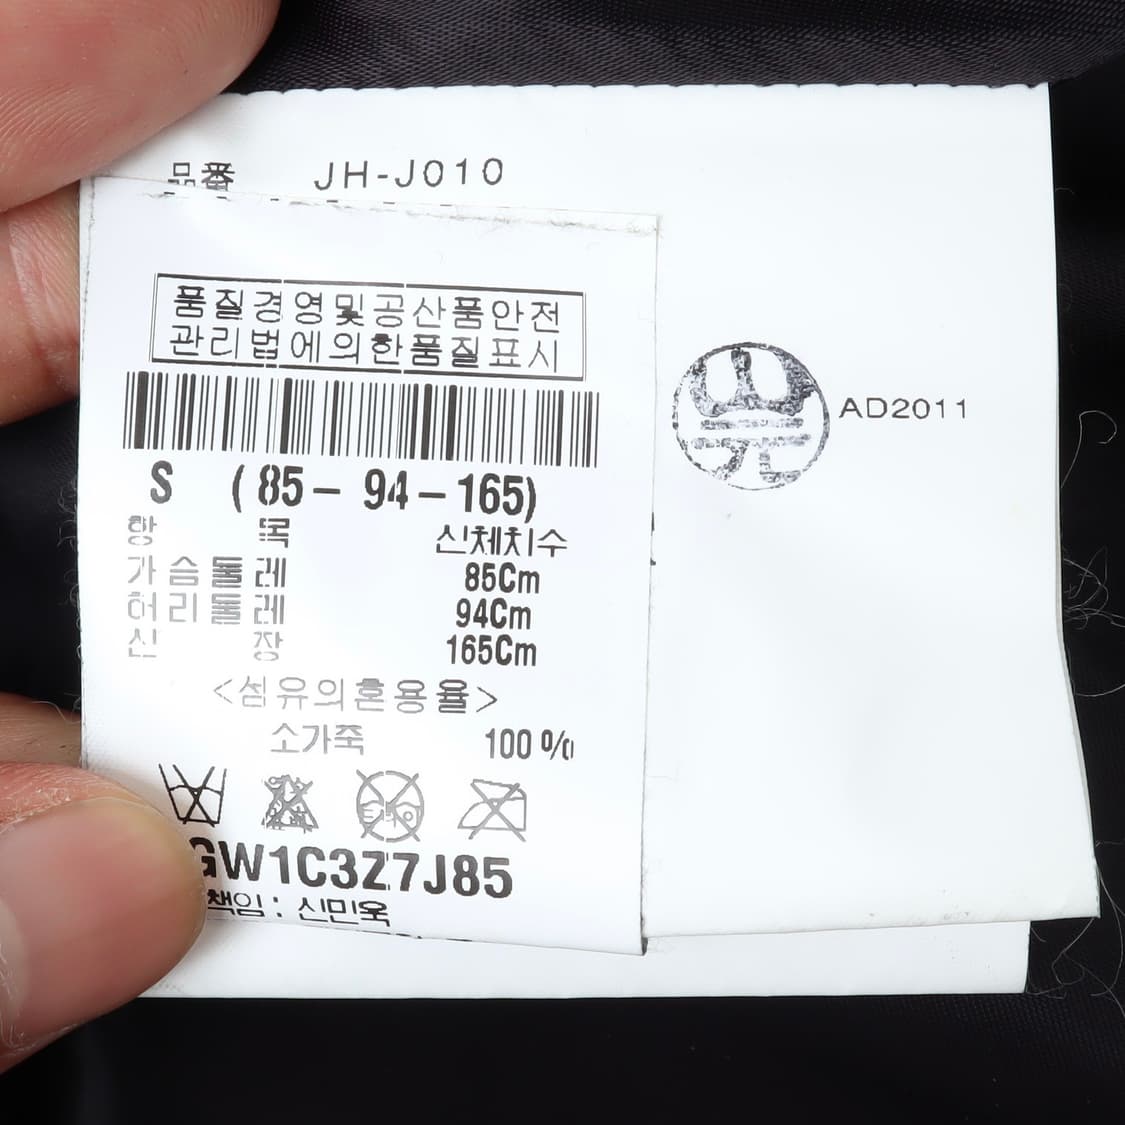 品番 JH-J010
품질경영및공산품안전
관리법에의한품질표시
S (85-94-165)
항목 신체치수
가슴둘레 85Cm
허리둘레 94Cm
신장 165Cm
<섬유의혼용율>
소가죽 100%
GW1C3Z7J85
책임: 신민욱
AD2011